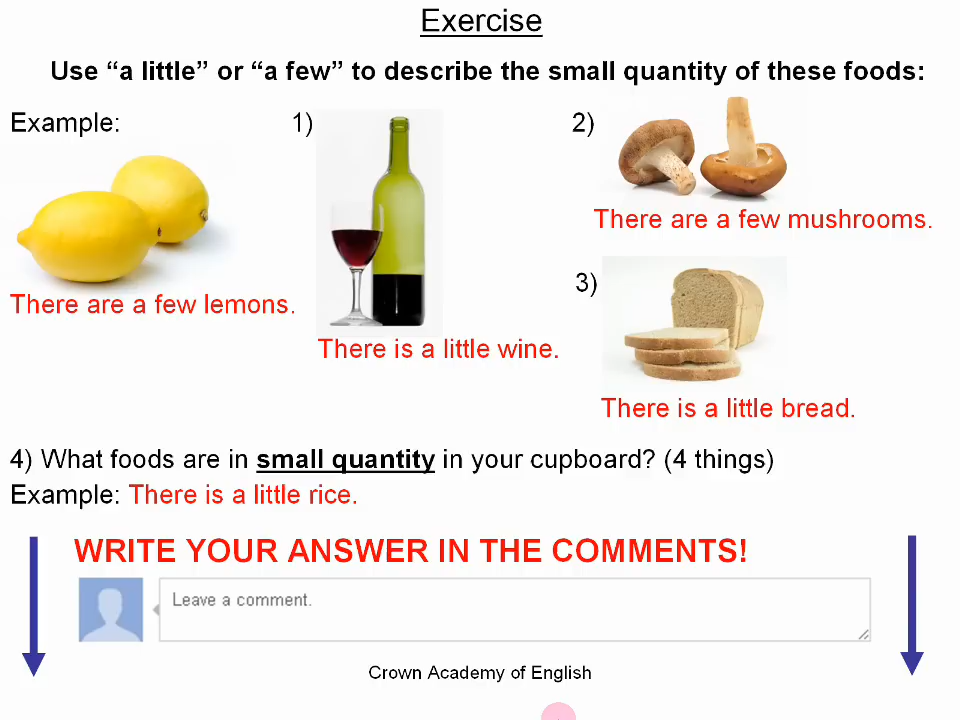 Exercise
Use “a little” or “a few” to describe the small quantity of these foods:
Example:
There are a few lemons.
1)
There is a little wine.
2)
There are a few mushrooms.
3)
There is a little bread.
4) What foods are in small quantity in your cupboard? (4 things)
Example: There is a little rice.
WRITE YOUR ANSWER IN THE COMMENTS!
Leave a comment.
Crown Academy of English